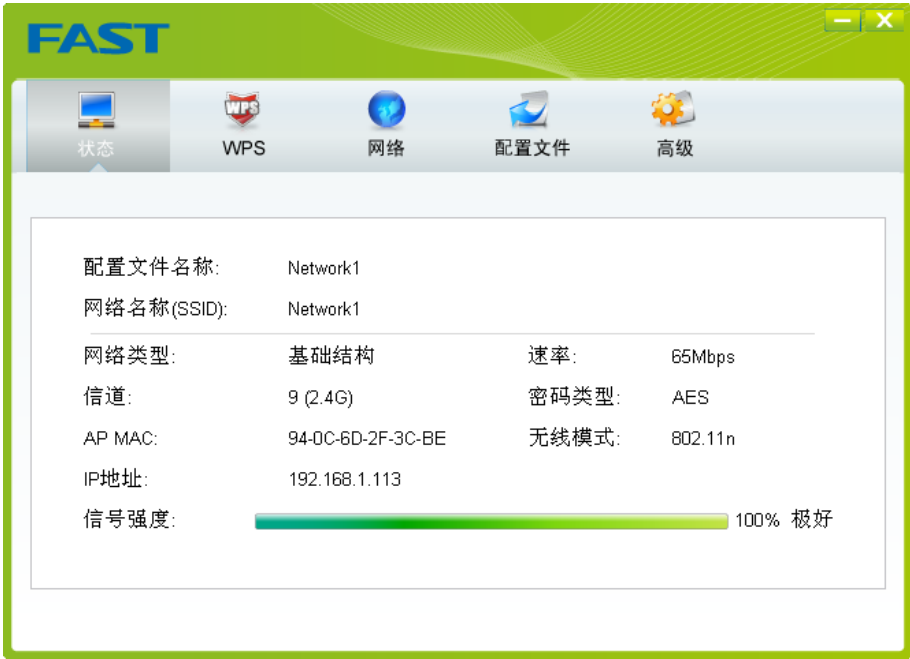 FAST
状态 WPS 网络 配置文件 高级
配置文件名称: Network1
网络名称(SSID): Network1
网络类型: 基础结构 速率: 65Mbps
信道: 9 (2.4G) 密码类型: AES
AP MAC: 94-0C-6D-2F-3C-BE 无线模式: 802.11n
IP地址: 192.168.1.113
信号强度: 100% 极好